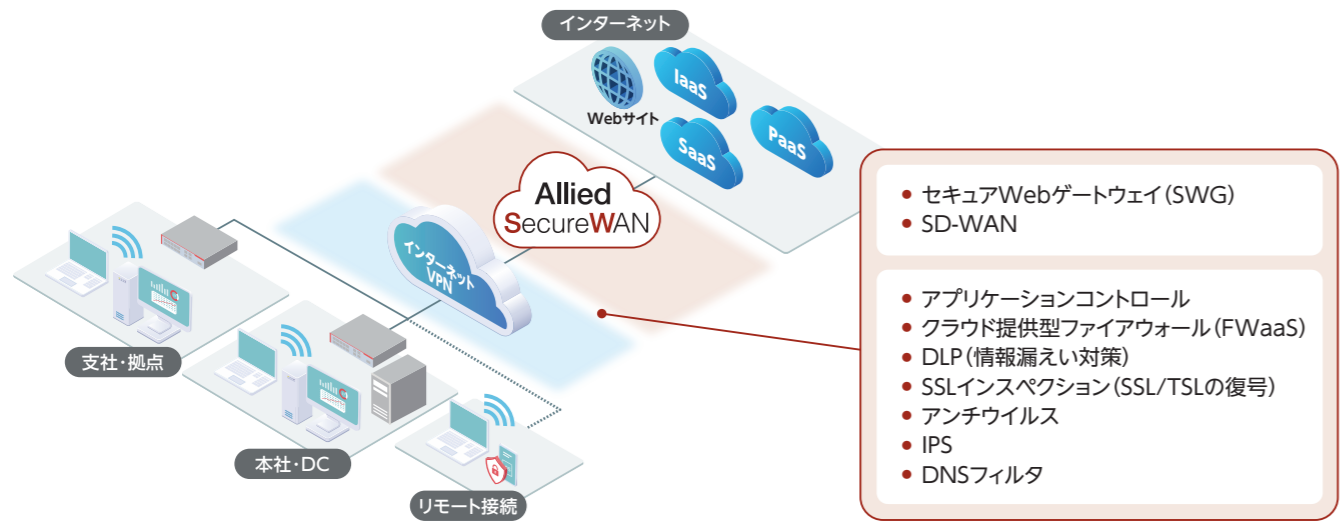 インターネット
Webサイト
IaaS
SaaS
PaaS
Allied
SecureWAN
インターネット
VPN
支社・拠点
本社・DC
リモート接続
• セキュアWebゲートウェイ（SWG）
• SD-WAN
• アプリケーションコントロール
• クラウド提供型ファイアウォール（FWaaS）
• DLP（情報漏えい対策）
• SSLインスペクション（SSL/TSLの復号）
• アンチウイルス
• IPS
• DNSフィルタ